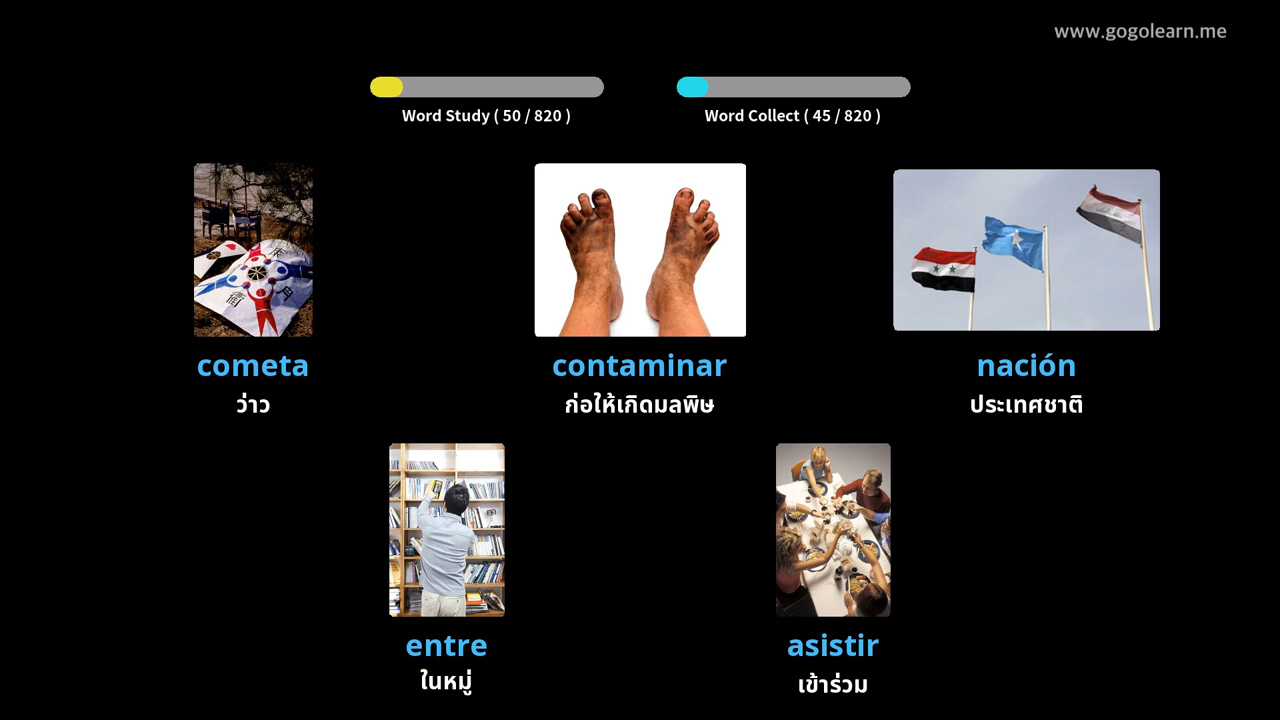 www.gogolearn.me
Word Study ( 50 / 820 )
Word Collect ( 45 / 820 )
cometa
ว่าว
contaminar
ก่อให้เกิดมลพิษ
nación
ประเทศชาติ
entre
ในหมู่
asistir
เข้าร่วม